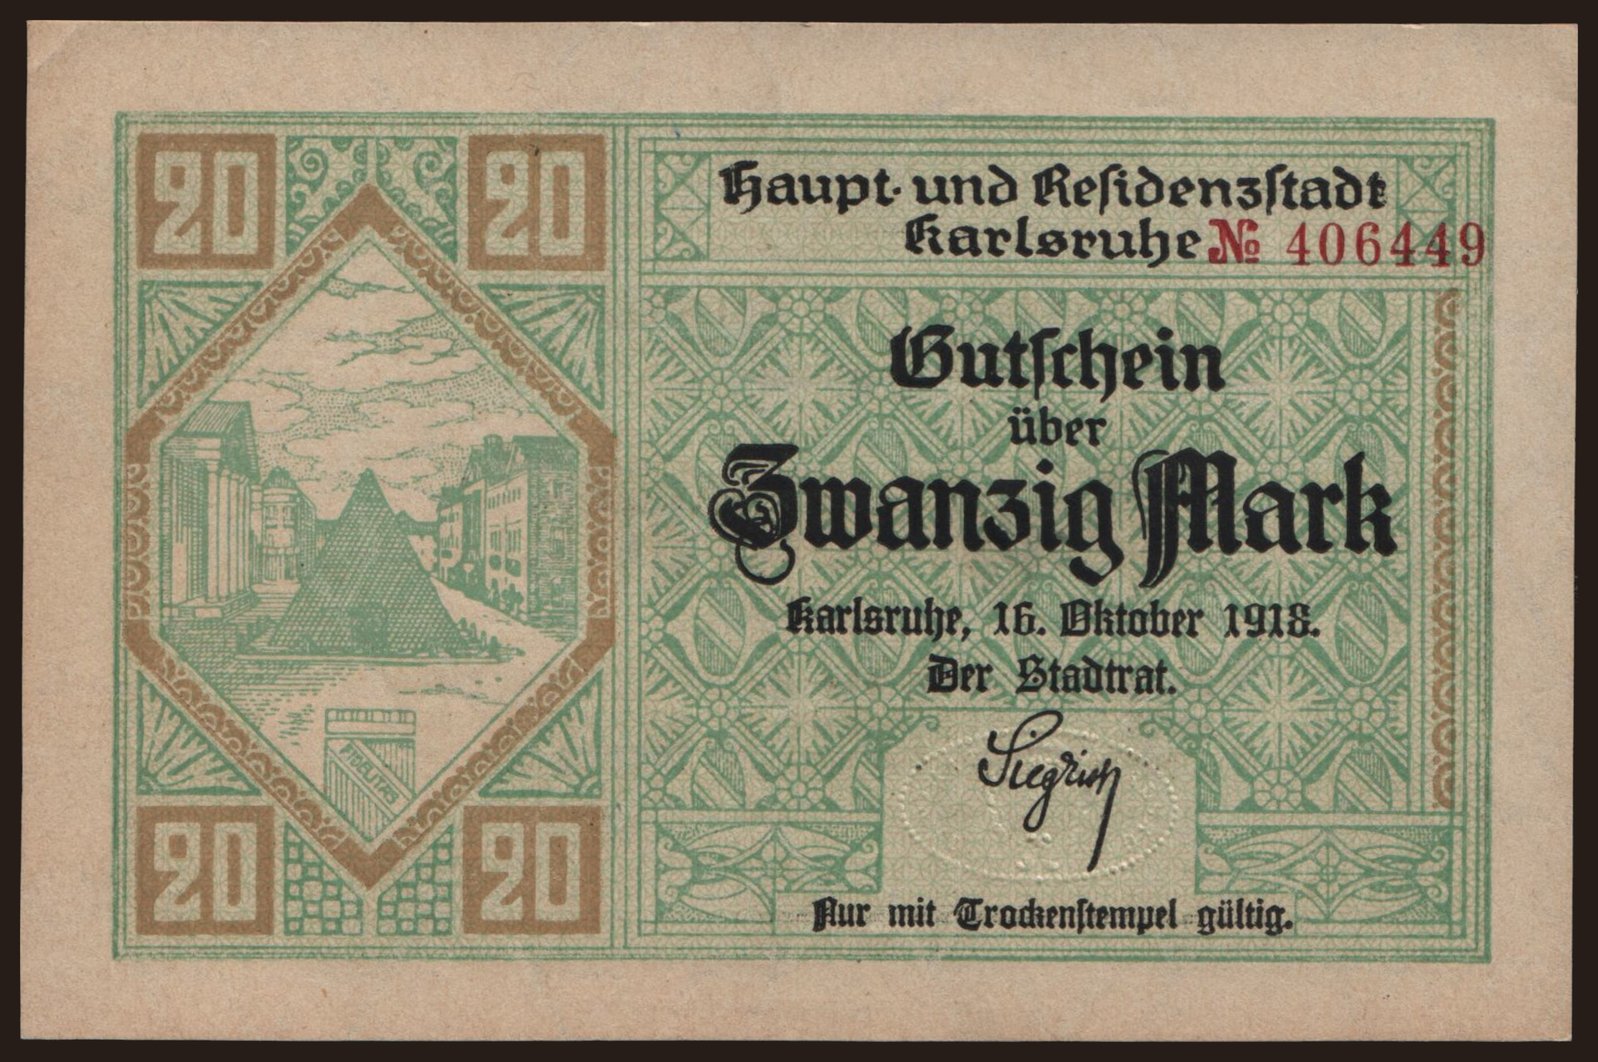 20
20
Haupt- und Reſidenzſtadt
Karlsruhe № 406449
Gutſchein
über
Zwanzig Mark
Karlsruhe, 16. Oktober 1918.
Der Stadtrat.
Siegrist
FIDELITAS
20
20
Nur mit Trockenſtempel gültig.